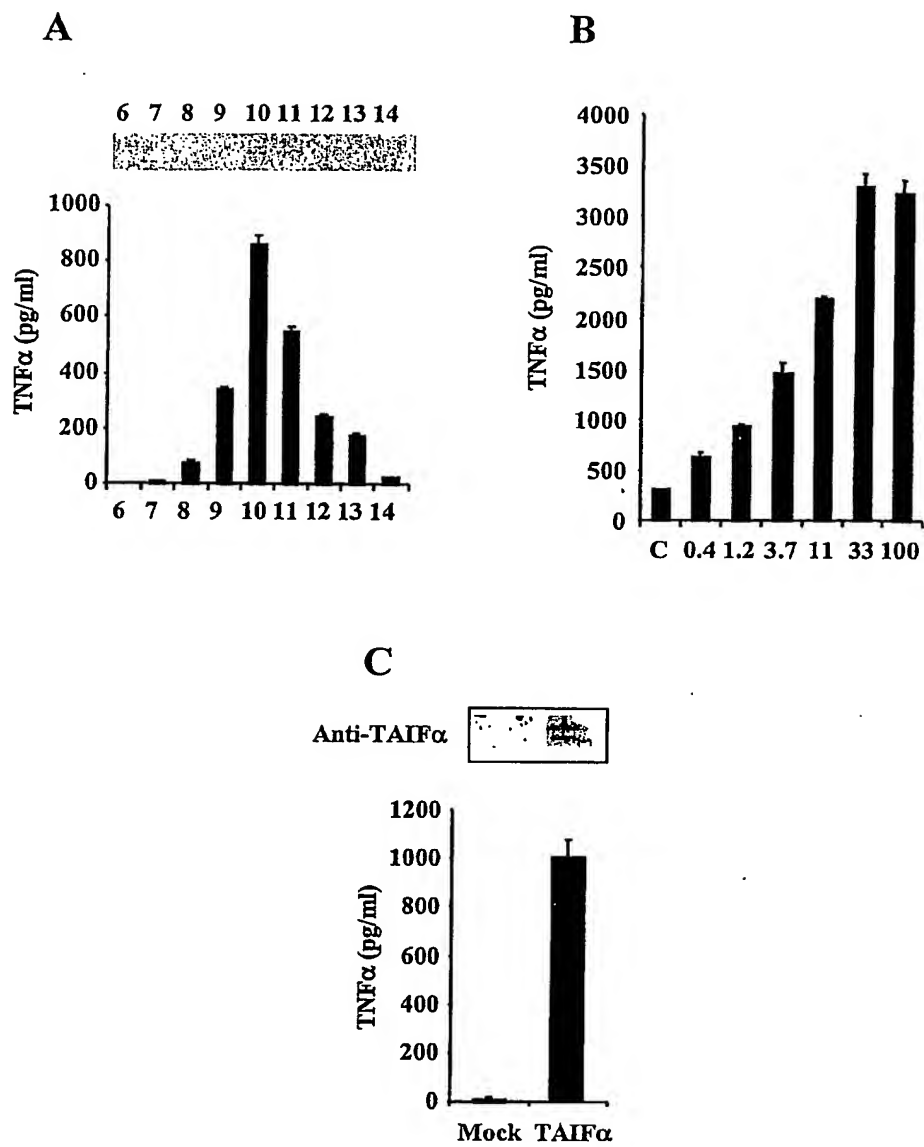 A
6 7 8 9 10 11 12 13 14
1000
800
600
400
200
0
TNFα (pg/ml)
6 7 8 9 10 11 12 13 14
B
4000
3500
3000
2500
2000
1500
1000
500
0
TNFα (pg/ml)
C 0.4 1.2 3.7 11 33 100
C
Anti-TAIFα
1200
1000
800
600
400
200
0
TNFα (pg/ml)
Mock TAIFα